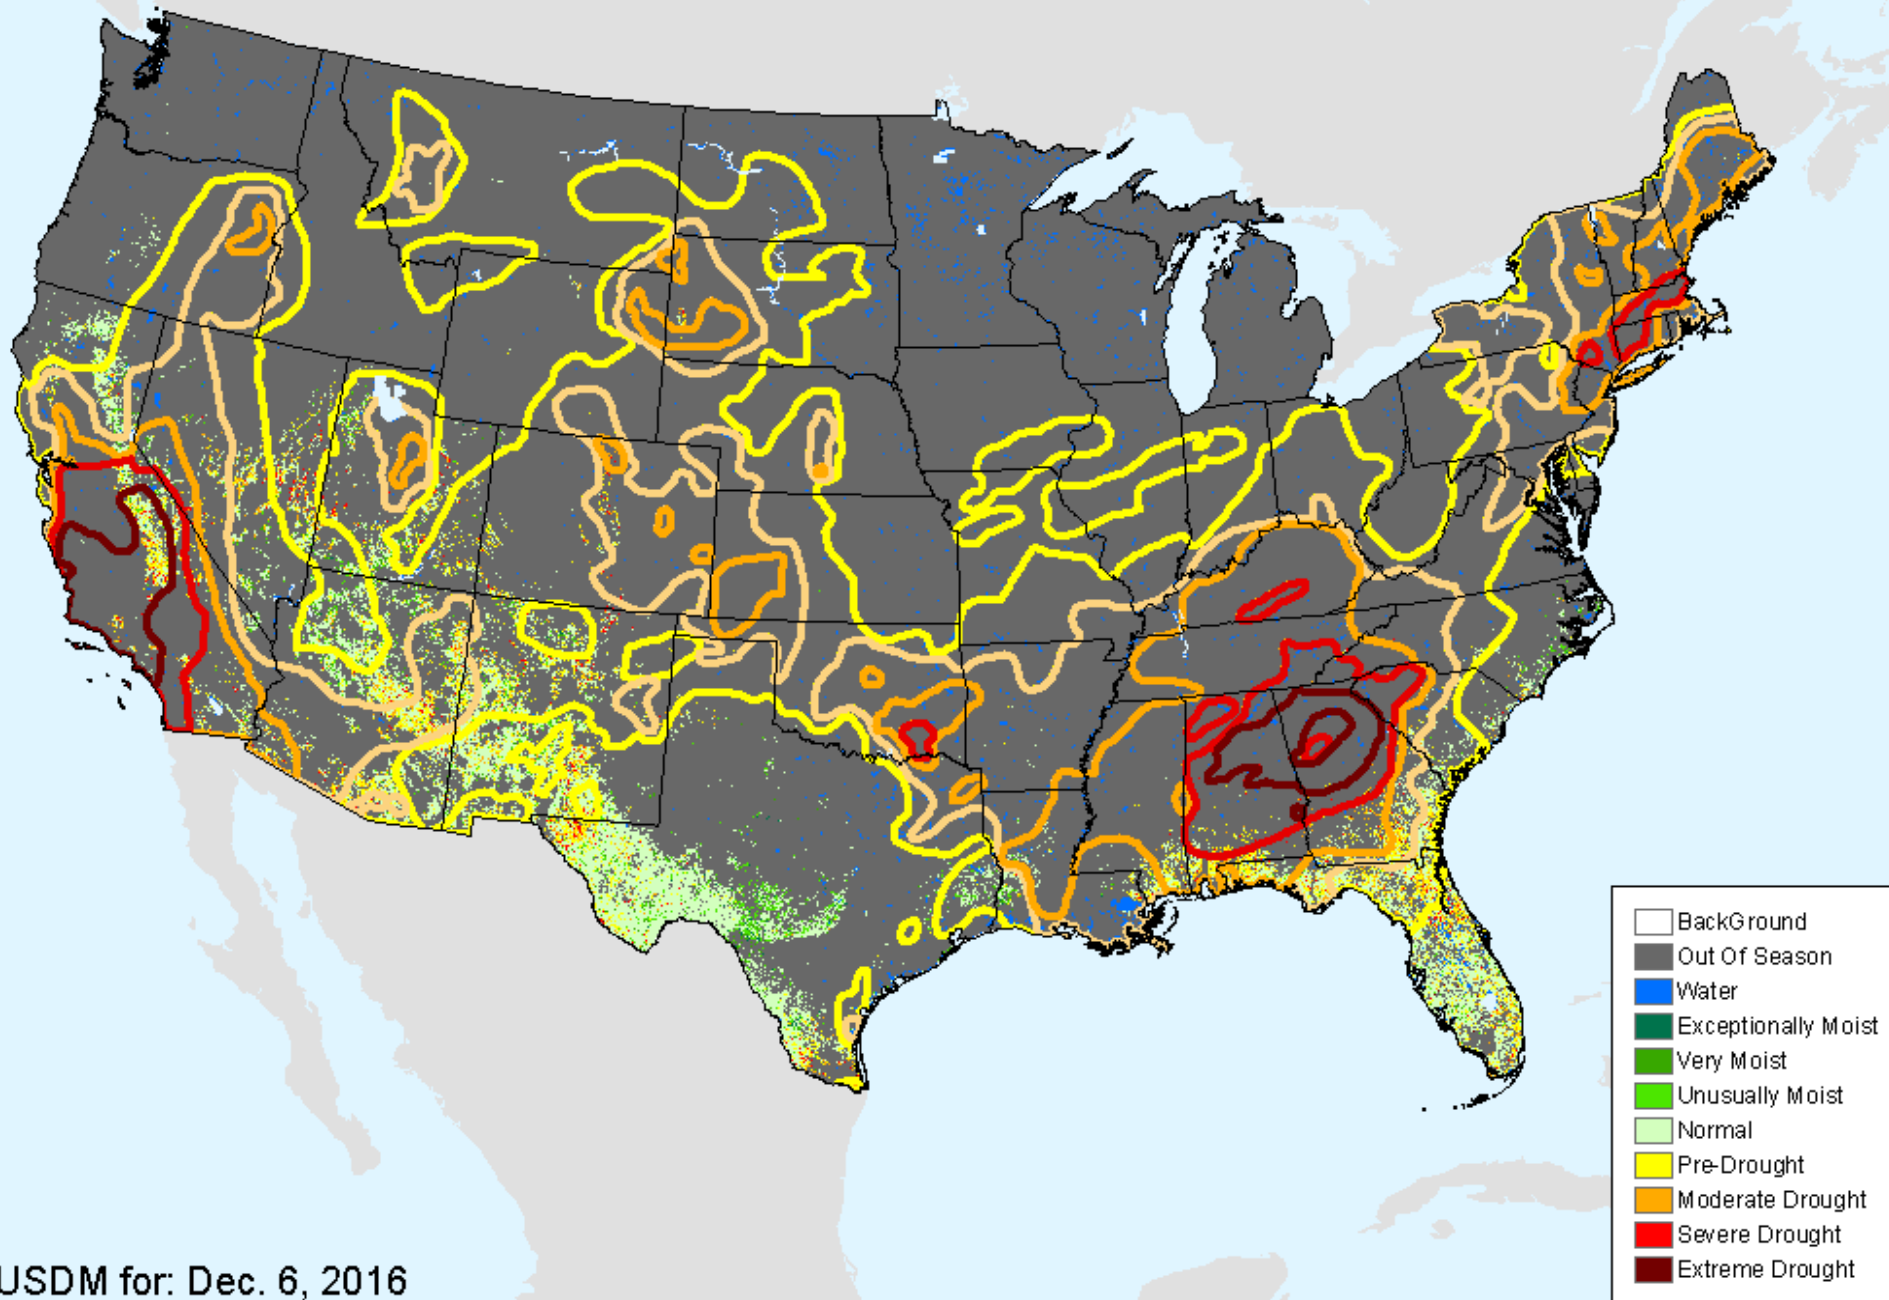 BackGround
Out Of Season
Water
Exceptionally Moist
Very Moist
Unusually Moist
Normal
Pre-Drought
Moderate Drought
Severe Drought
Extreme Drought
USDM for: Dec. 6, 2016